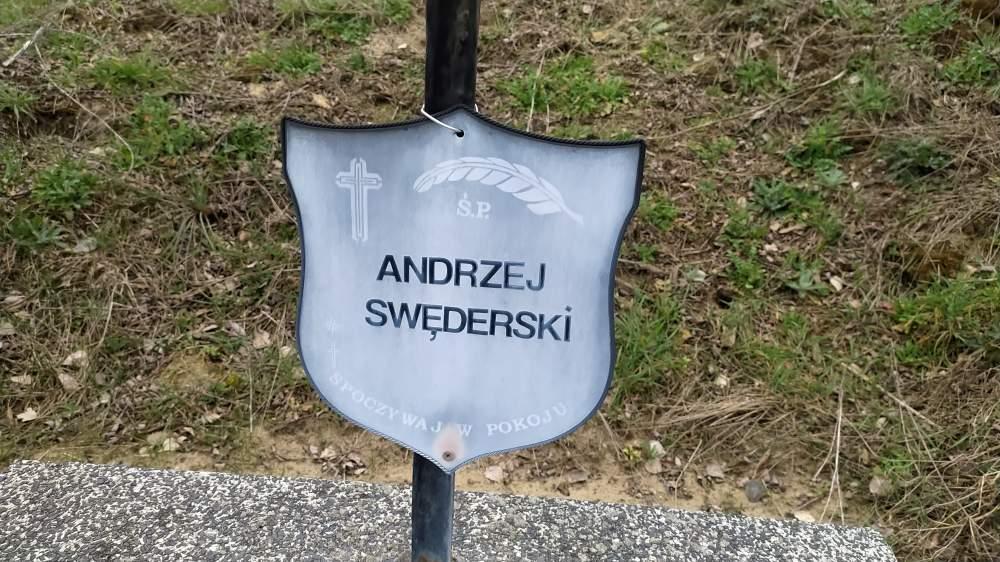 Ś.P.
ANDRZEJ
SWĘDERSKI
SPOCZYWAJ W POKOJU